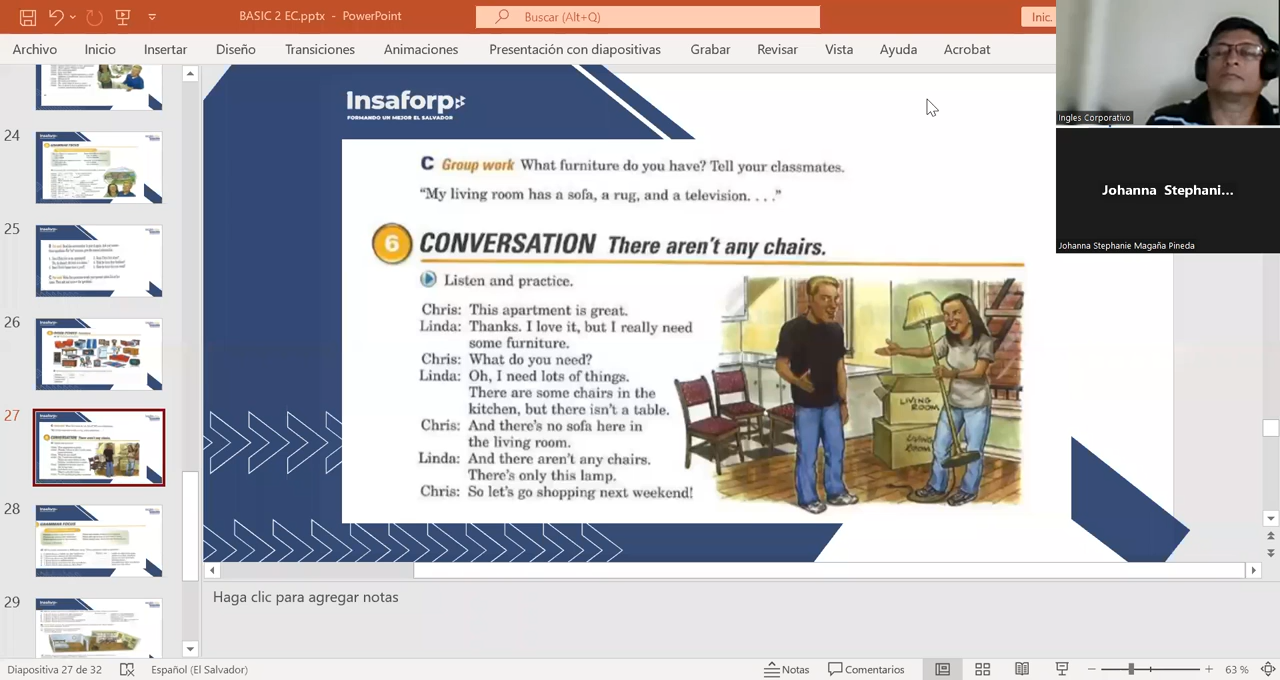 BASIC 2 EC.pptx - PowerPoint
Buscar (Alt+Q)
Inic.
Archivo Inicio Insertar Diseño Transiciones Animaciones Presentación con diapositivas Grabar Revisar Vista Ayuda Acrobat
Ingles Corporativo
Johanna Stephani...
Johanna Stephanie Magaña Pineda
24
25
26
27
28
29
Insaforp
FORMANDO UN MEJOR EL SALVADOR
C Group work What furniture do you have? Tell your classmates.
“My living room has a sofa, a rug, and a television. . . .”
6 CONVERSATION There aren't any chairs.
Listen and practice.
Chris: This apartment is great.
Linda: Thanks. I love it, but I really need
some furniture.
Chris: What do you need?
Linda: Oh, I need lots of things.
There are some chairs in the
kitchen, but there isn't a table.
Chris: And there's no sofa here in
the living room.
Linda: And there aren't any chairs.
There's only this lamp.
Chris: So let's go shopping next weekend!
LIVING
ROOM
LIVING
ROOM
Haga clic para agregar notas
Diapositiva 27 de 32 Español (El Salvador) Notas Comentarios 63 %